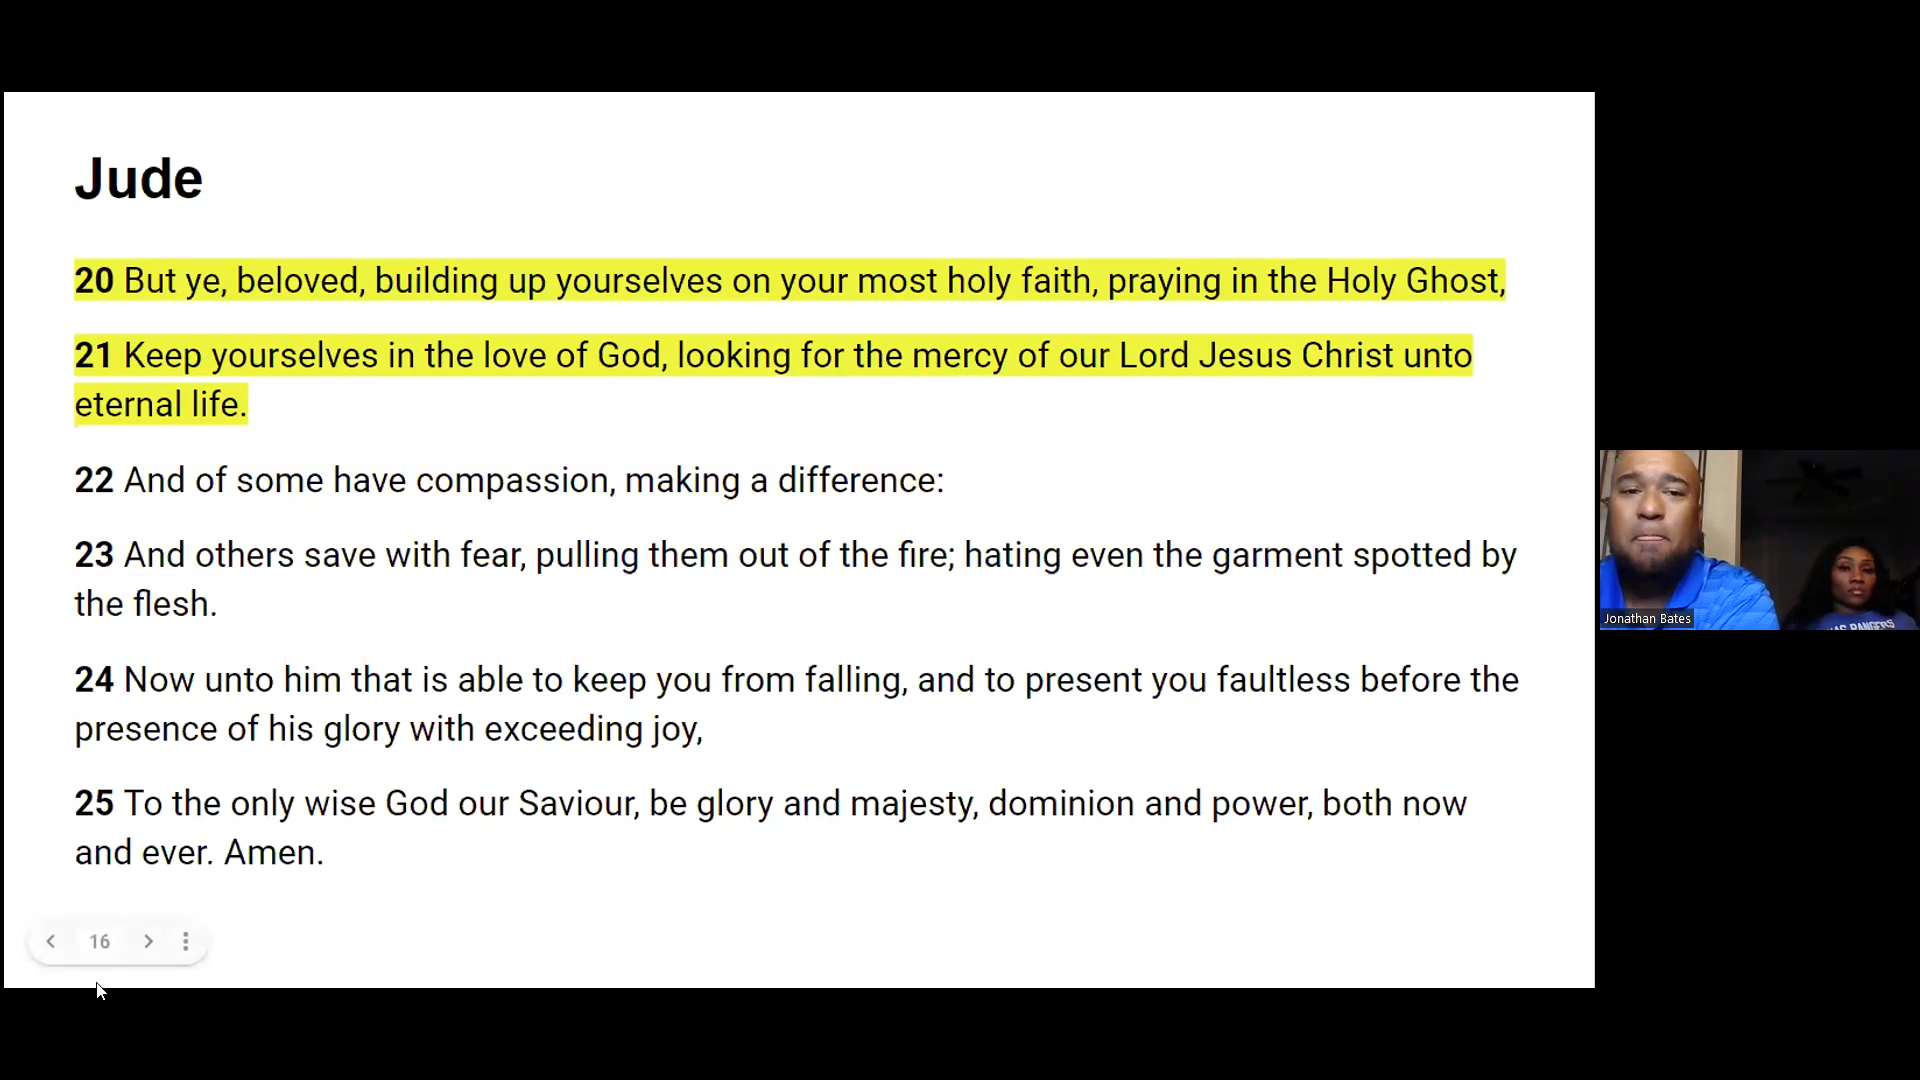 Jude
20 But ye, beloved, building up yourselves on your most holy faith, praying in the Holy Ghost,
21 Keep yourselves in the love of God, looking for the mercy of our Lord Jesus Christ unto
eternal life.
22 And of some have compassion, making a difference:
23 And others save with fear, pulling them out of the fire; hating even the garment spotted by
the flesh.
24 Now unto him that is able to keep you from falling, and to present you faultless before the
presence of his glory with exceeding joy,
25 To the only wise God our Saviour, be glory and majesty, dominion and power, both now
and ever. Amen.
16
Jonathan Bates
RANGERS